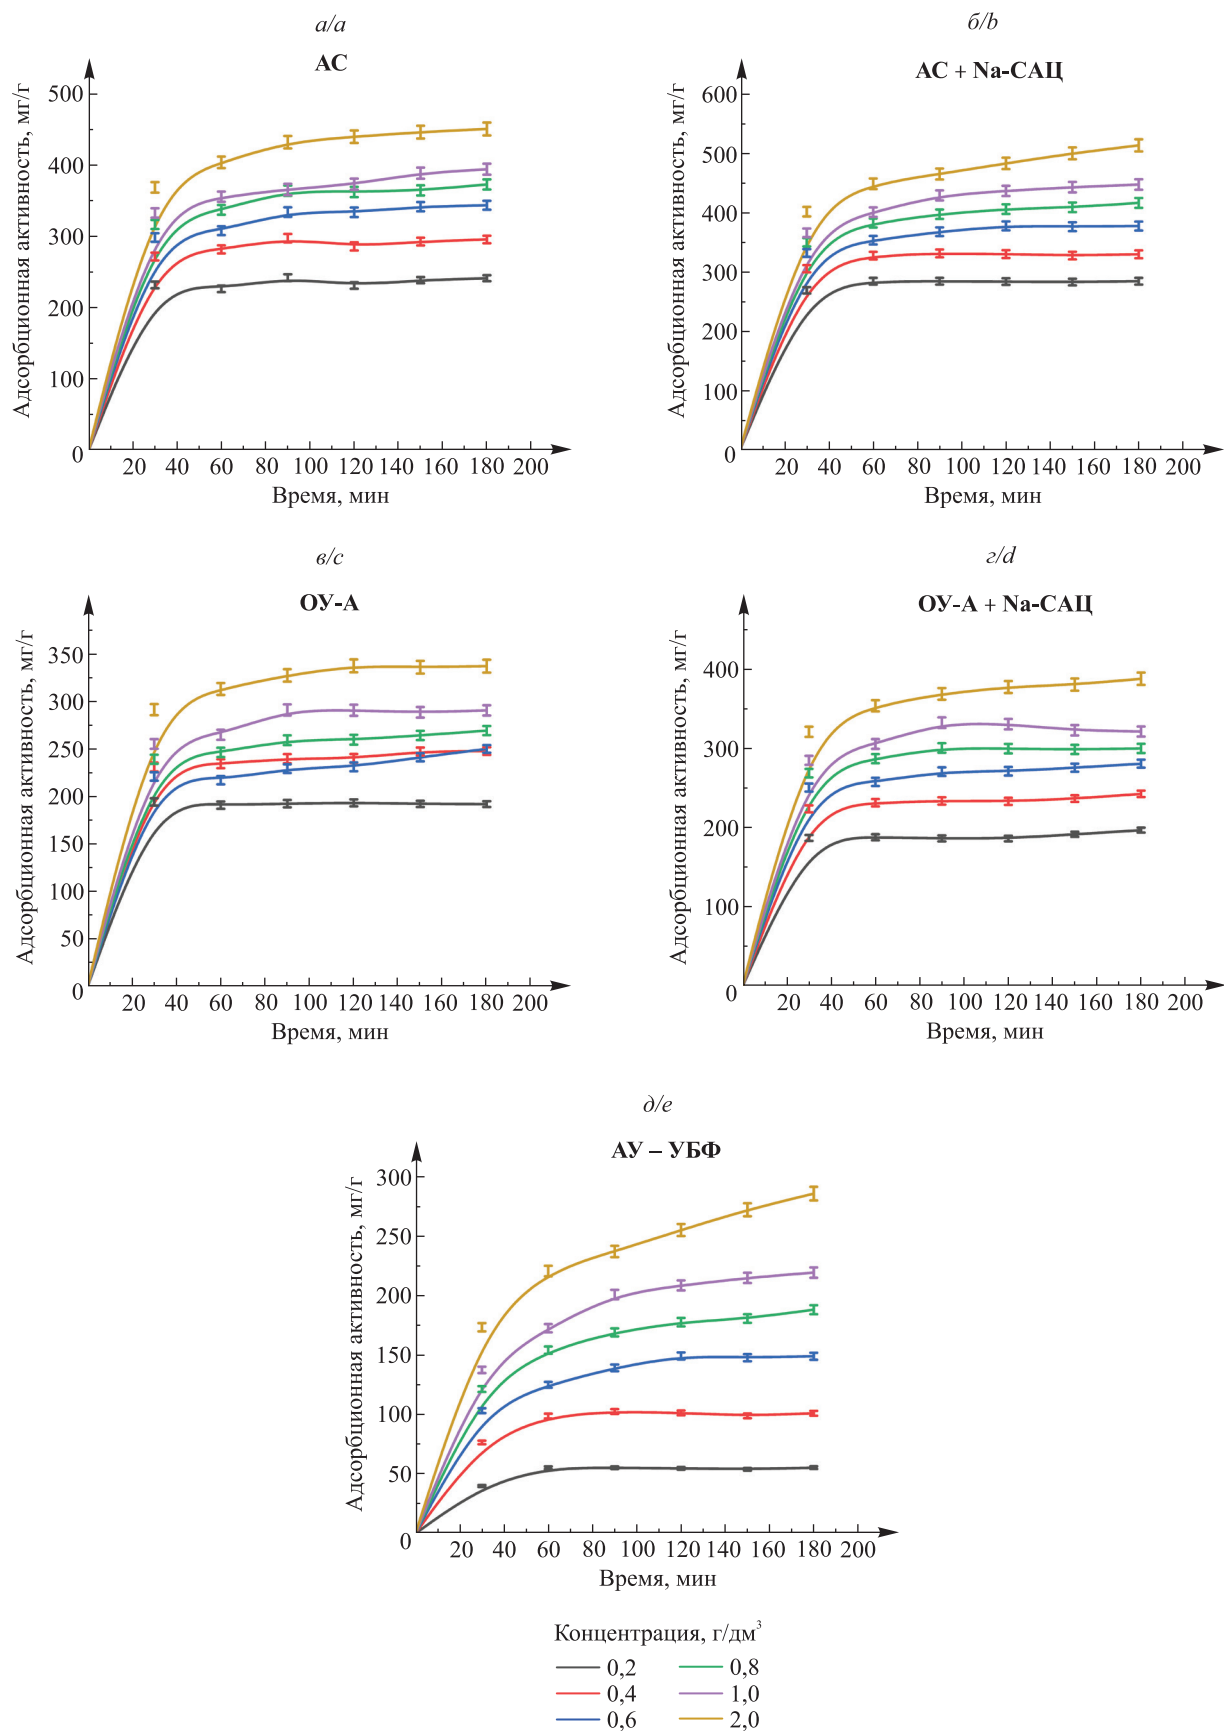 а/a
АС
Адсорбционная активность, мг/г
500
400
300
200
100
0
20 40 60 80 100 120 140 160 180 200
Время, мин
б/b
АС + Na-САЦ
Адсорбционная активность, мг/г
600
500
400
300
200
100
0
20 40 60 80 100 120 140 160 180 200
Время, мин
в/c
ОУ-А
Адсорбционная активность, мг/г
350
300
250
200
150
100
50
0
20 40 60 80 100 120 140 160 180 200
Время, мин
г/d
ОУ-А + Na-САЦ
Адсорбционная активность, мг/г
400
300
200
100
0
20 40 60 80 100 120 140 160 180 200
Время, мин
д/e
АУ – УБФ
Адсорбционная активность, мг/г
300
250
200
150
100
50
0
20 40 60 80 100 120 140 160 180 200
Время, мин
Концентрация, г/дм³
0,2 0,8
0,4 1,0
0,6 2,0